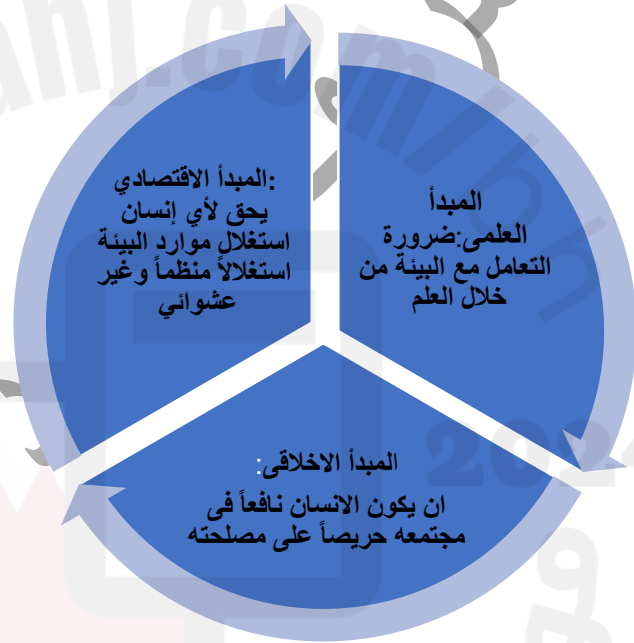 المبدأ
العلمى:ضرورة
التعامل مع البيئة من
خلال العلم
المبدأ الاخلاقى:
ان يكون الانسان نافعاً فى
مجتمعه حريصاً على مصلحته
:المبدأ الاقتصادي
يحق لأي إنسان
استغلال موارد البيئة
استغلالاً منظماً وغير
عشوائي
2024